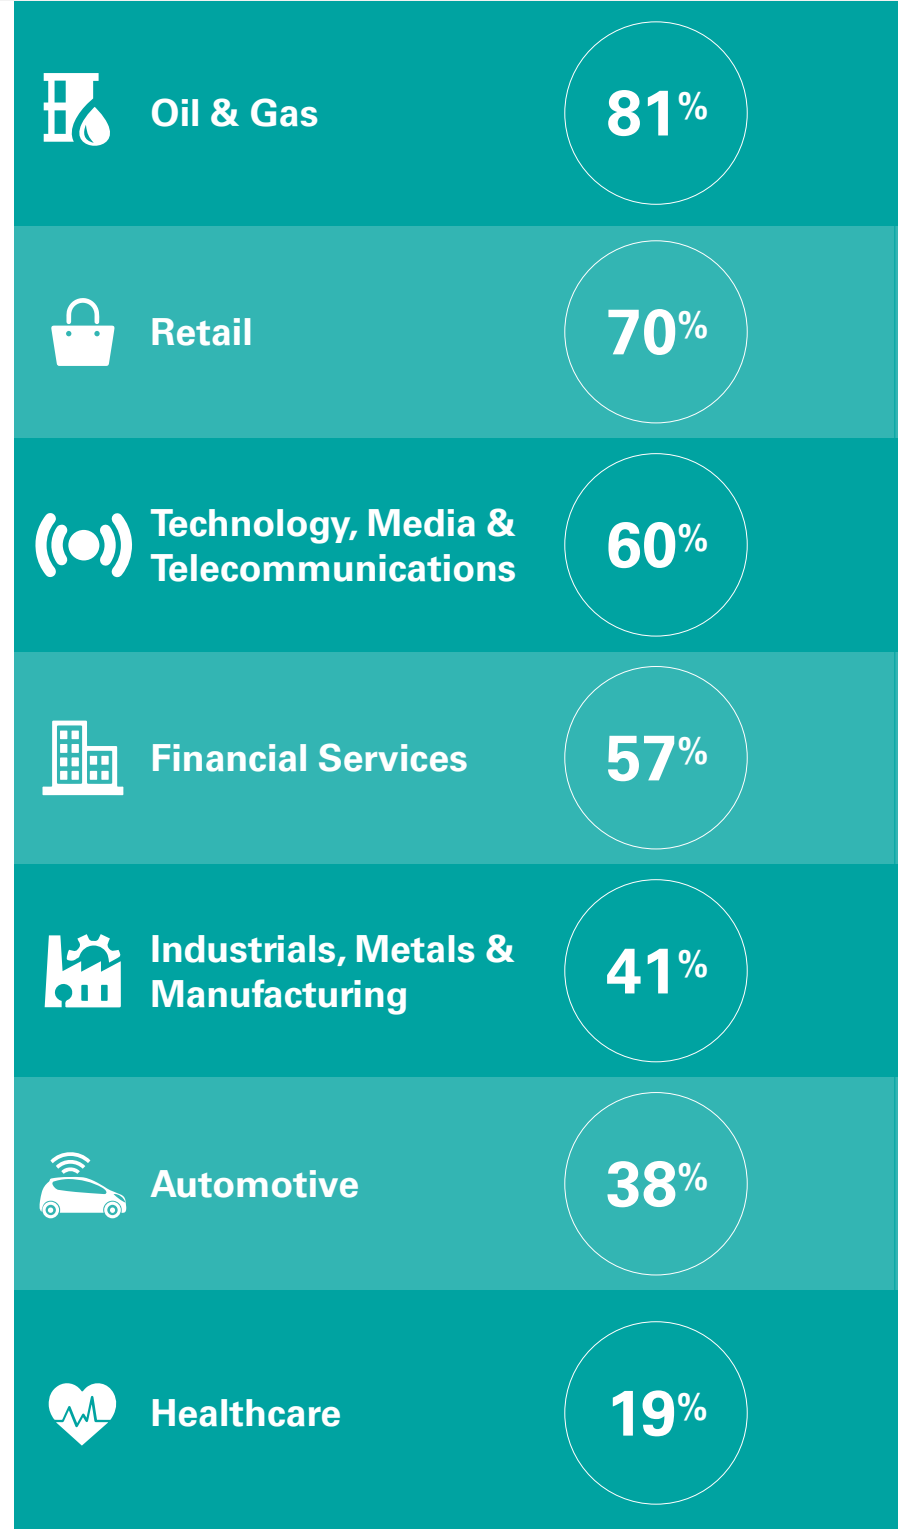 Oil & Gas
81%
Retail
70%
Technology, Media &
Telecommunications
60%
Financial Services
57%
Industrials, Metals &
Manufacturing
41%
Automotive
38%
Healthcare
19%